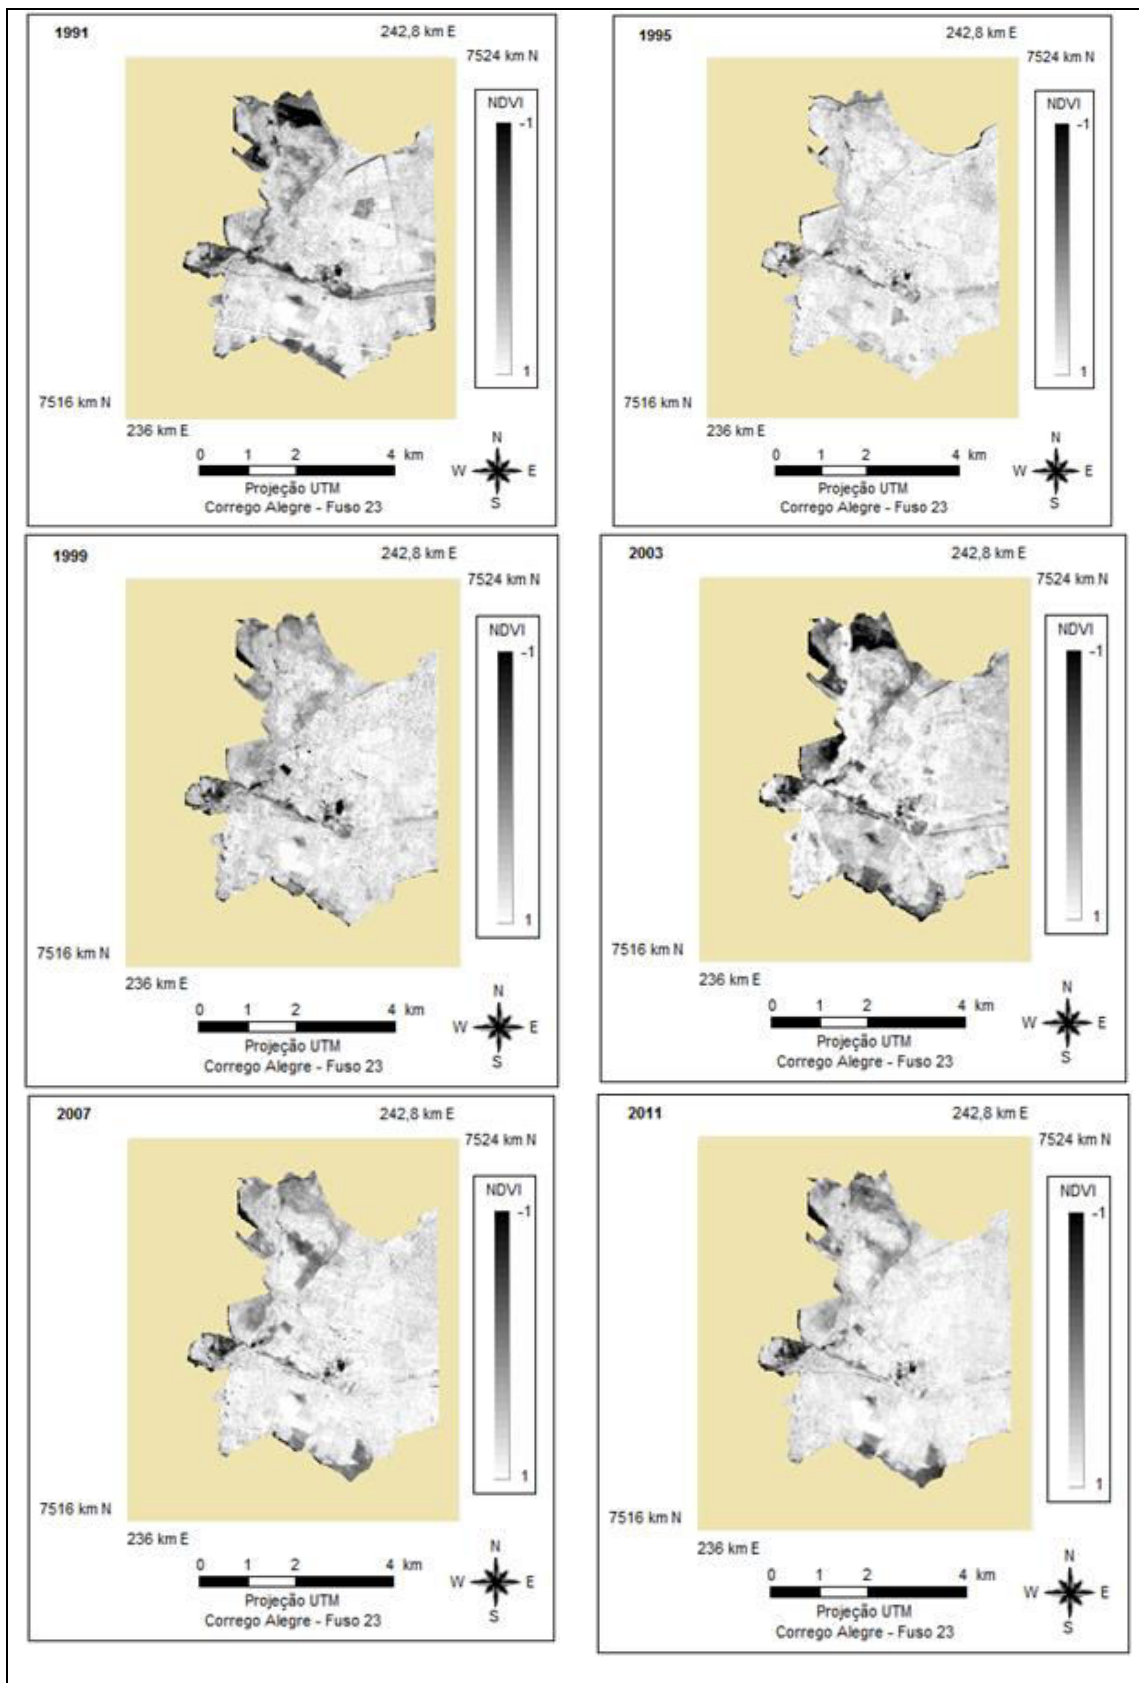 1991
242,8 km E
7524 km N
NDVI
-1
1
7516 km N
236 km E
0 1 2 4 km
N
W E
S
Projeção UTM
Corrego Alegre - Fuso 23
1995
242,8 km E
7524 km N
NDVI
-1
1
7516 km N
236 km E
0 1 2 4 km
N
W E
S
Projeção UTM
Corrego Alegre - Fuso 23
1999
242,8 km E
7524 km N
NDVI
-1
1
7516 km N
236 km E
0 1 2 4 km
N
W E
S
Projeção UTM
Corrego Alegre - Fuso 23
2003
242,8 km E
7524 km N
NDVI
-1
1
7516 km N
236 km E
0 1 2 4 km
N
W E
S
Projeção UTM
Corrego Alegre - Fuso 23
2007
242,8 km E
7524 km N
NDVI
-1
1
7516 km N
236 km E
0 1 2 4 km
N
W E
S
Projeção UTM
Corrego Alegre - Fuso 23
2011
242,8 km E
7524 km N
NDVI
-1
1
7516 km N
236 km E
0 1 2 4 km
N
W E
S
Projeção UTM
Corrego Alegre - Fuso 23